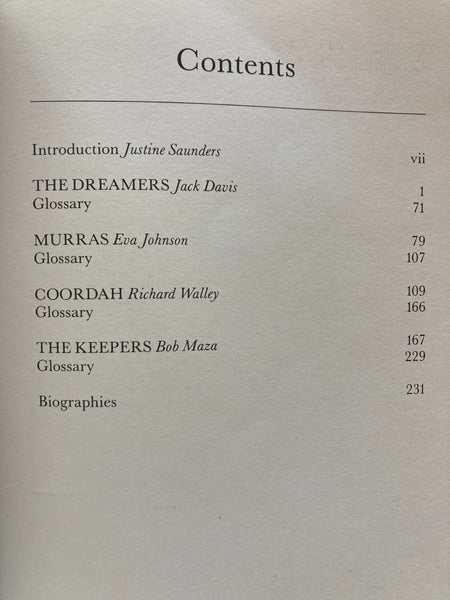 Contents
Introduction Justine Saunders vii
THE DREAMERS Jack Davis 1
Glossary 71
MURRAS Eva Johnson 79
Glossary 107
COORDAH Richard Walley 109
Glossary 166
THE KEEPERS Bob Maza 167
Glossary 229
Biographies 231